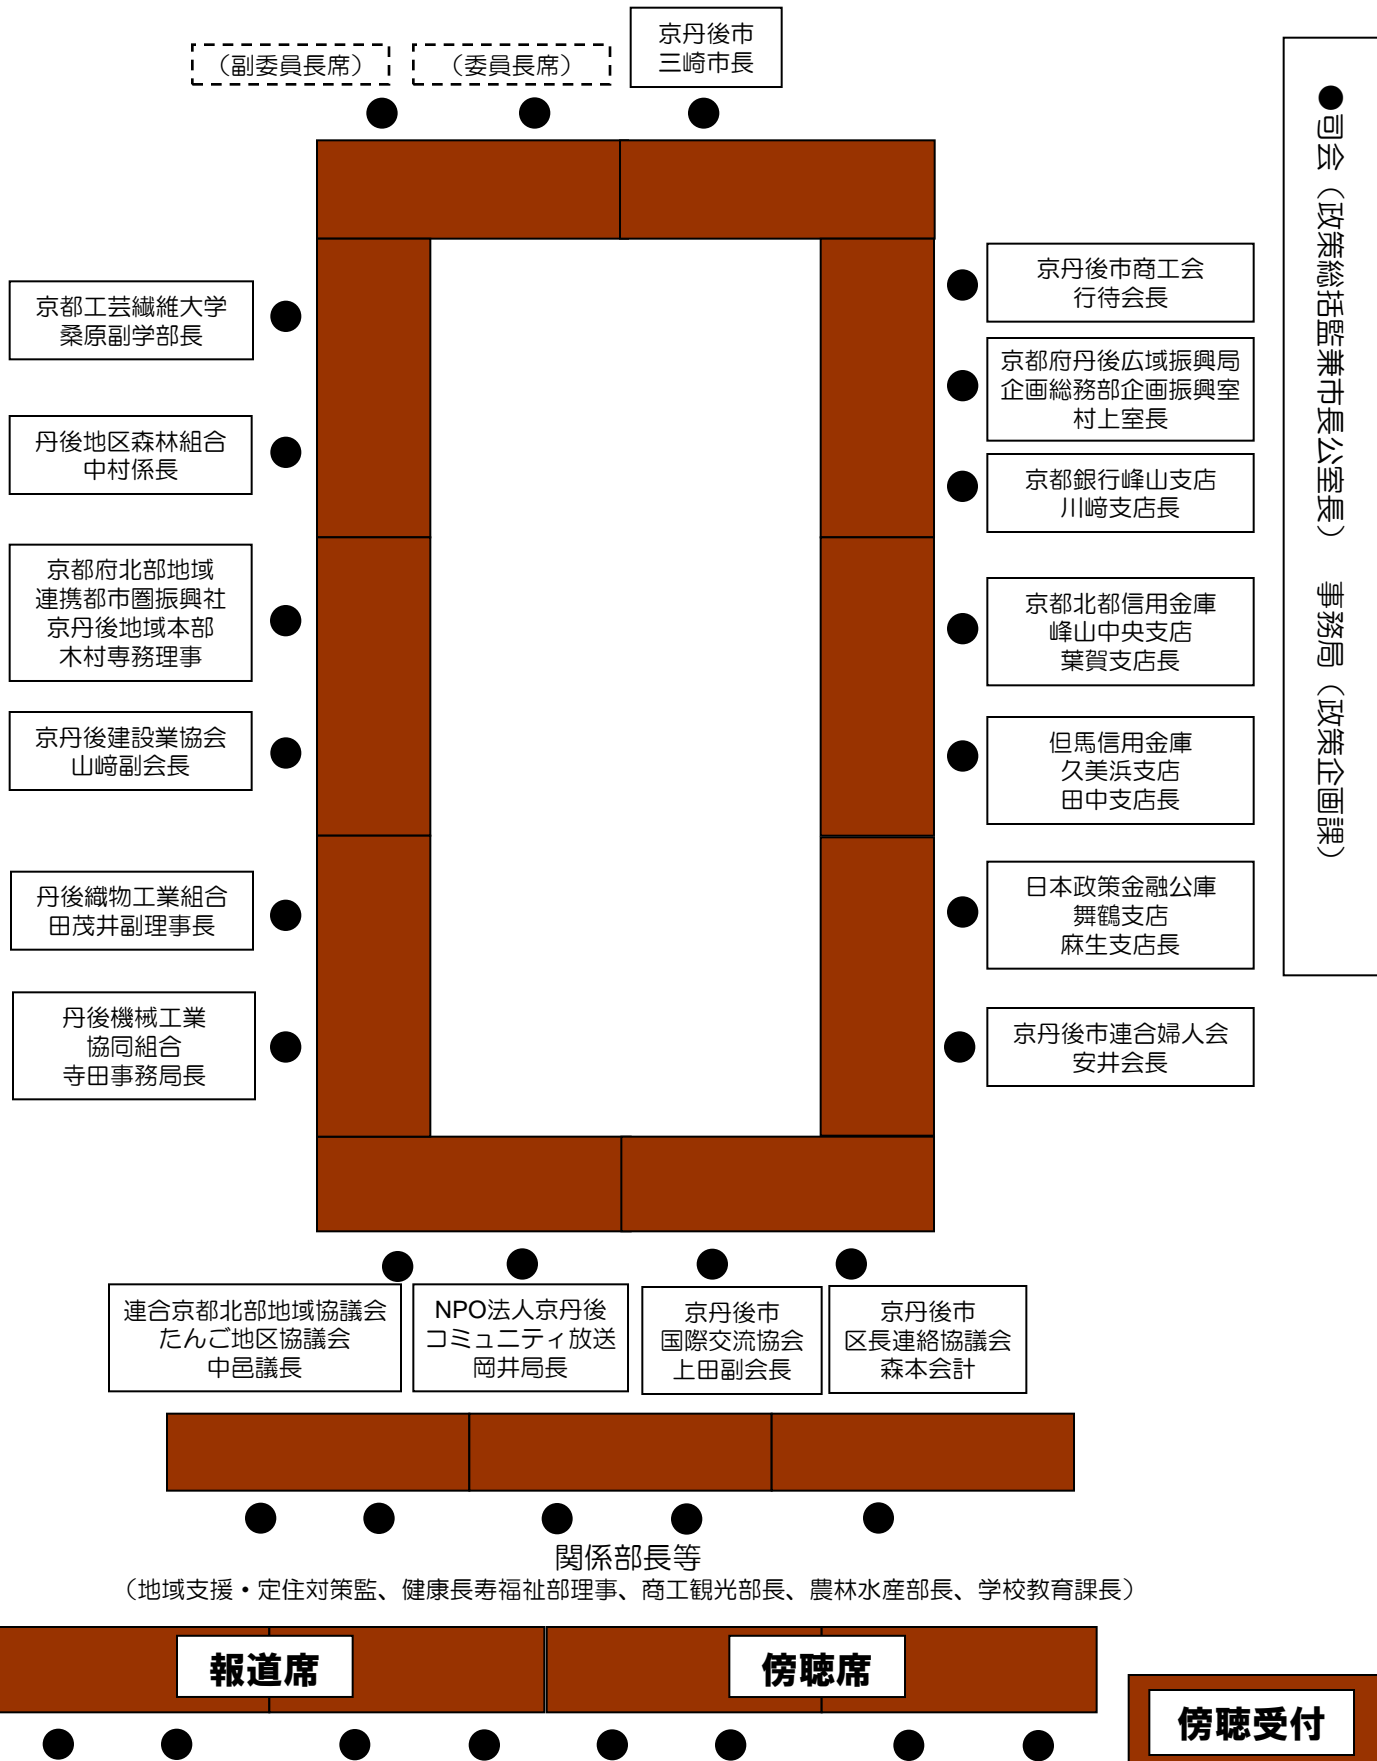 京丹後市
三崎市長
（副委員長席）
（委員長席）
●司会（政策総括監兼市長公室長）　事務局（政策企画課）
京都工芸繊維大学
桑原副学部長
丹後地区森林組合
中村係長
京都府北部地域
連携都市圏振興社
京丹後地域本部
木村専務理事
京丹後建設業協会
山﨑副会長
丹後織物工業組合
田茂井副理事長
丹後機械工業
協同組合
寺田事務局長
京丹後市商工会
行待会長
京都府丹後広域振興局
企画総務部企画振興室
村上室長
京都銀行峰山支店
川﨑支店長
京都北都信用金庫
峰山中央支店
葉賀支店長
但馬信用金庫
久美浜支店
田中支店長
日本政策金融公庫
舞鶴支店
麻生支店長
京丹後市連合婦人会
安井会長
連合京都北部地域協議会
たんご地区協議会
中邑議長
NPO法人京丹後
コミュニティ放送
岡井局長
京丹後市
国際交流協会
上田副会長
京丹後市
区長連絡協議会
森本会計
関係部長等
（地域支援・定住対策監、健康長寿福祉部理事、商工観光部長、農林水産部長、学校教育課長）
報道席
傍聴席
傍聴受付